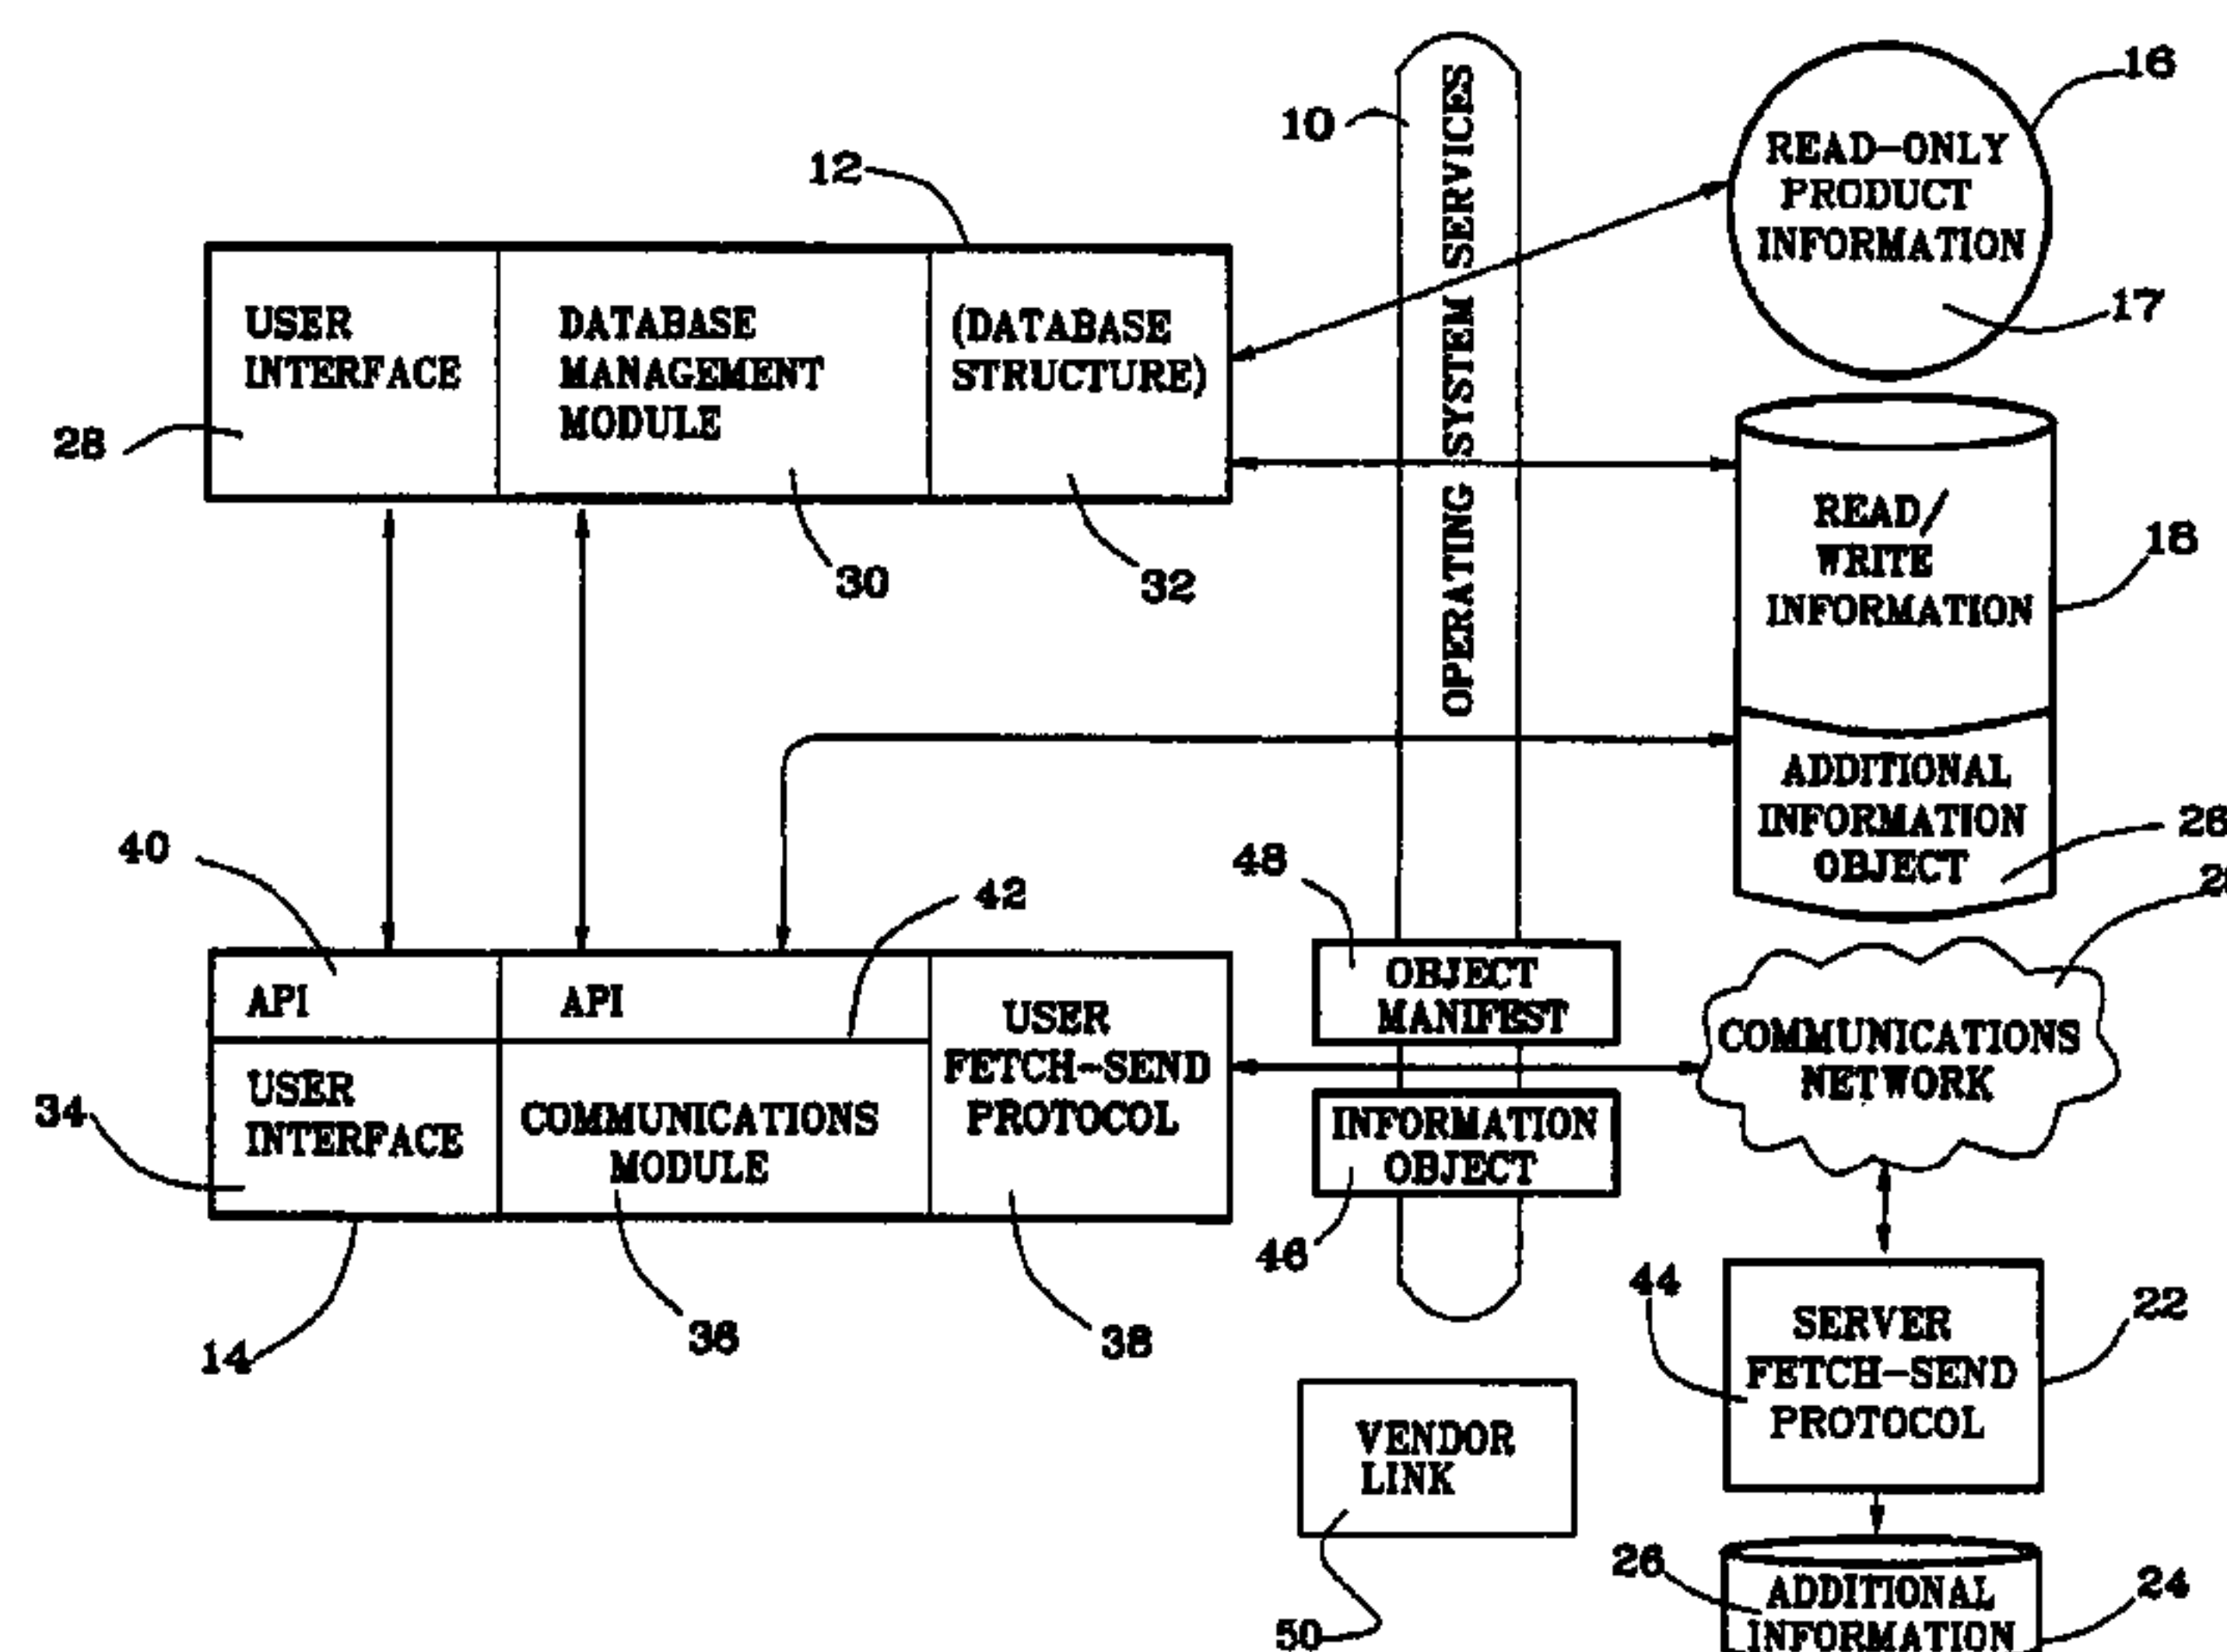 16
10
OPERATING SYSTEM SERVICES
READ-ONLY
PRODUCT
INFORMATION
17
12
USER
INTERFACE
DATABASE
MANAGEMENT
MODULE
(DATABASE
STRUCTURE)
28
30
32
READ/
WRITE
INFORMATION
18
ADDITIONAL
INFORMATION
OBJECT
26
40
42
48
API
API
USER
FETCH-SEND
PROTOCOL
OBJECT
MANIFEST
COMMUNICATIONS
NETWORK
34
USER
INTERFACE
COMMUNICATIONS
MODULE
INFORMATION
OBJECT
46
14
36
38
44
SERVER
FETCH-SEND
PROTOCOL
22
VENDOR
LINK
50
26
ADDITIONAL
INFORMATION
24